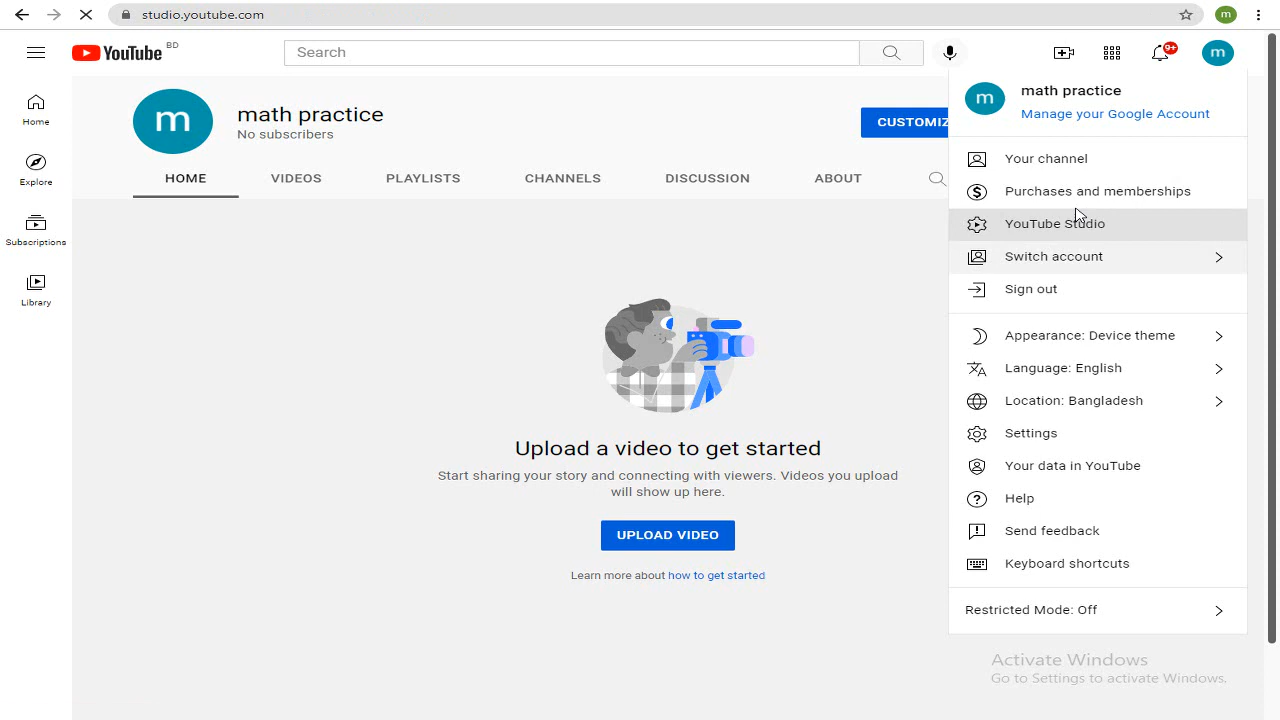 studio.youtube.com
m
YouTube BD
Search
9+
m
m
math practice
Manage your Google Account
Home
Explore
Subscriptions
Library
m
math practice
No subscribers
CUSTOMIZ
HOME
VIDEOS
PLAYLISTS
CHANNELS
DISCUSSION
ABOUT
Your channel
Purchases and memberships
YouTube Studio
Switch account
Sign out
Appearance: Device theme
Language: English
Location: Bangladesh
Settings
Your data in YouTube
Help
Send feedback
Keyboard shortcuts
Restricted Mode: Off
Upload a video to get started
Start sharing your story and connecting with viewers. Videos you upload
will show up here.
UPLOAD VIDEO
Learn more about how to get started
Activate Windows
Go to Settings to activate Windows.